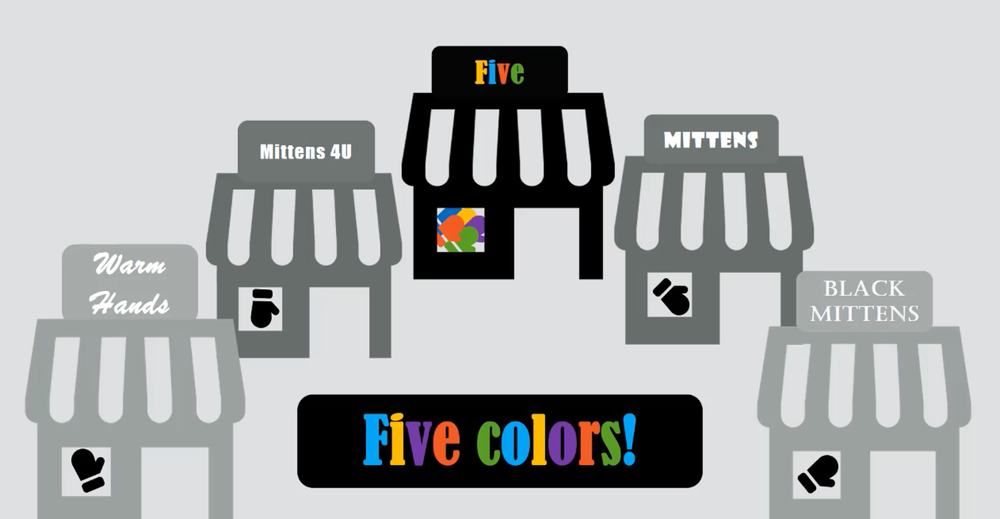 Five
Mittens 4U
MITTENS
Warm
Hands
BLACK
MITTENS
Five colors!